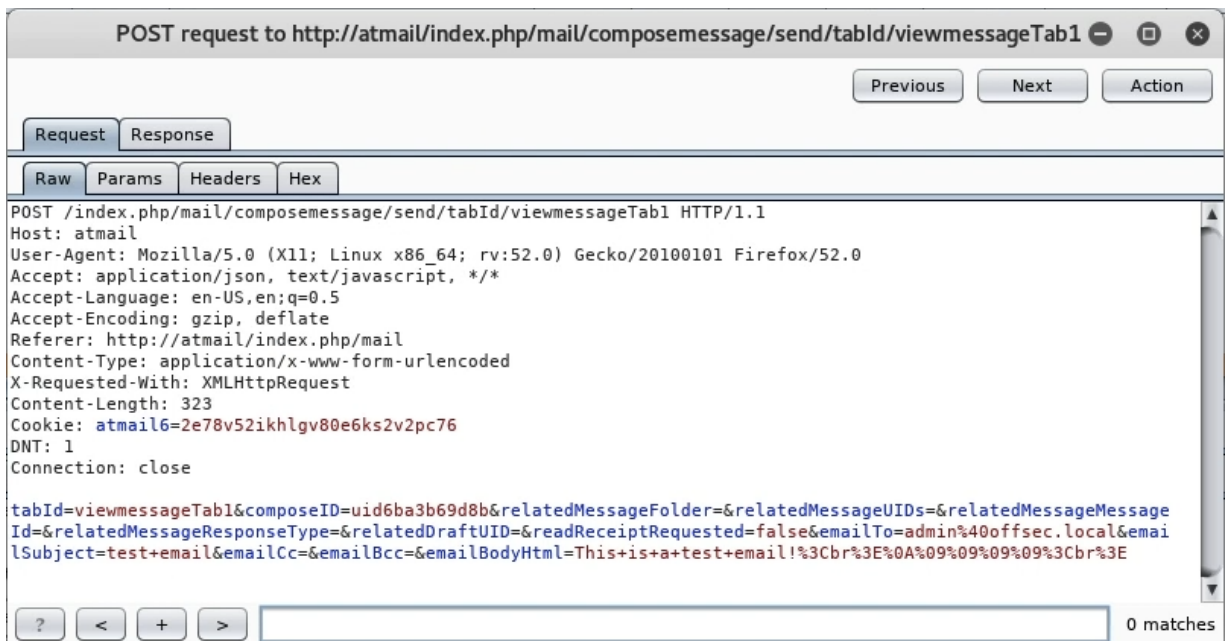 POST request to http://atmail/index.php/mail/composemessage/send/tabId/viewmessageTab1
Previous Next Action
Request Response
Raw Params Headers Hex
POST /index.php/mail/composemessage/send/tabId/viewmessageTab1 HTTP/1.1
Host: atmail
User-Agent: Mozilla/5.0 (X11; Linux x86_64; rv:52.0) Gecko/20100101 Firefox/52.0
Accept: application/json, text/javascript, */*
Accept-Language: en-US,en;q=0.5
Accept-Encoding: gzip, deflate
Referer: http://atmail/index.php/mail
Content-Type: application/x-www-form-urlencoded
X-Requested-With: XMLHttpRequest
Content-Length: 323
Cookie: atmail6=2e78v52ikhlgv80e6ks2v2pc76
DNT: 1
Connection: close
tabId=viewmessageTab1&composeID=uid6ba3b69d8b&relatedMessageFolder=&relatedMessageUIDs=&relatedMessageMessage
Id=&relatedMessageResponseType=&relatedDraftUID=&readReceiptRequested=false&emailTo=admin%40offsec.local&emai
lSubject=test+email&emailCc=&emailBcc=&emailBodyHtml=This+is+a+test+email!%3Cbr%3E%0A%09%09%09%09%3Cbr%3E
? < + > 0 matches